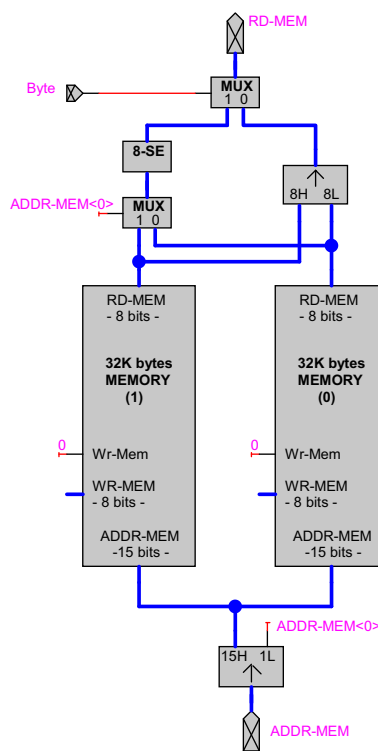 RD-MEM
Byte
MUX
1 0
8-SE
ADDR-MEM<0>
MUX
1 0
8H 8L
RD-MEM
- 8 bits -
32K bytes
MEMORY
(1)
0
Wr-Mem
WR-MEM
- 8 bits -
ADDR-MEM
-15 bits -
RD-MEM
- 8 bits -
32K bytes
MEMORY
(0)
0
Wr-Mem
WR-MEM
- 8 bits -
ADDR-MEM
-15 bits -
ADDR-MEM<0>
15H 1L
ADDR-MEM